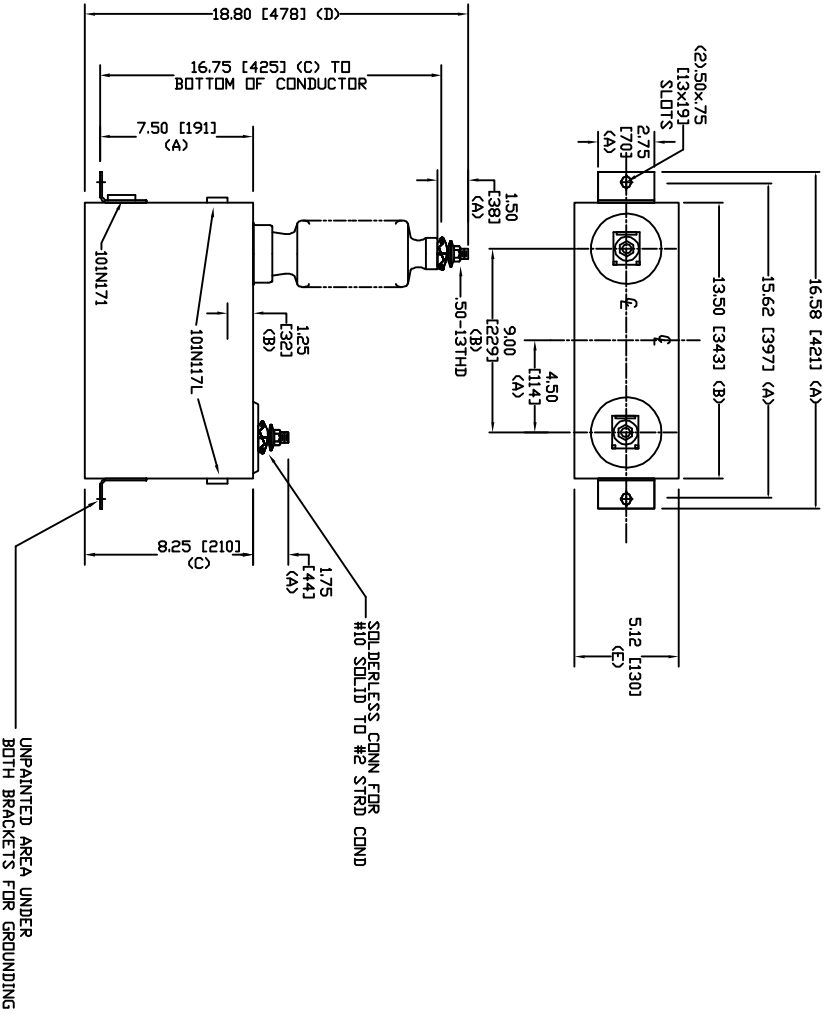 18.80 [478] (D)
16.75 [425] (C) TO
BOTTOM OF CONDUCTOR
7.50 [191]
(A)
(2).50x.75
[13x19]
SLOTS
2.75
[70]
(A)
16.58 [421] (A)
15.62 [397] (A)
13.50 [343] (B)
1.50
[38]
(A)
.50-13THD
(B)
9.00
[229]
4.50
[114]
(A)
CL
CL
101N171
101N117L
1.25
[32]
(B)
8.25 [210]
(C)
1.75
[44]
(A)
5.12 [130]
(E)
SOLDERLESS CONN FOR
#10 SOLID TO #2 STRD COND
UNPAINTED AREA UNDER
BOTH BRACKETS FOR GROUNDING